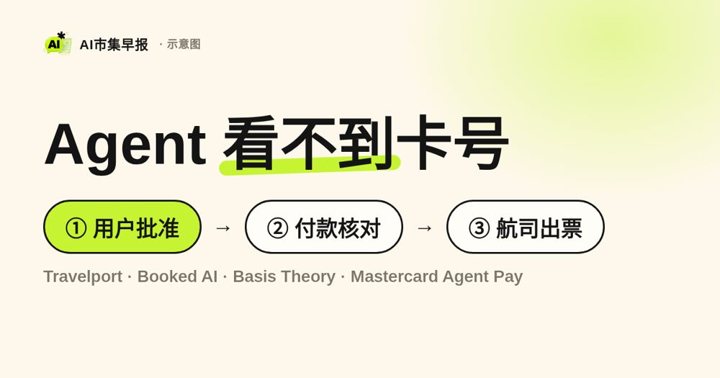 AI* AI市集早报 · 示意图
Agent 看不到卡号
① 用户批准 → ② 付款核对 → ③ 航司出票
Travelport · Booked AI · Basis Theory · Mastercard Agent Pay